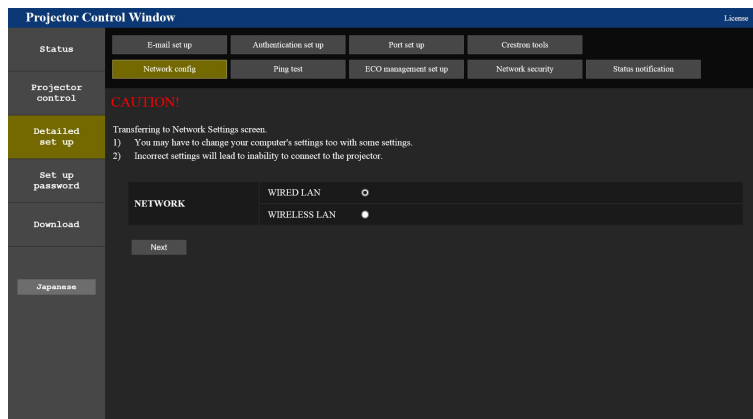 Projector Control Window
License
Status
Projector
control
Detailed
set up
Set up
password
Download
Japanese
E-mail set up
Authentication set up
Port set up
Crestron tools
Network config
Ping test
ECO management set up
Network security
Status notification
CAUTION!
Transferring to Network Settings screen.
1) You may have to change your computer's settings too with some settings.
2) Incorrect settings will lead to inability to connect to the projector.
NETWORK
WIRED LAN
WIRELESS LAN
Next